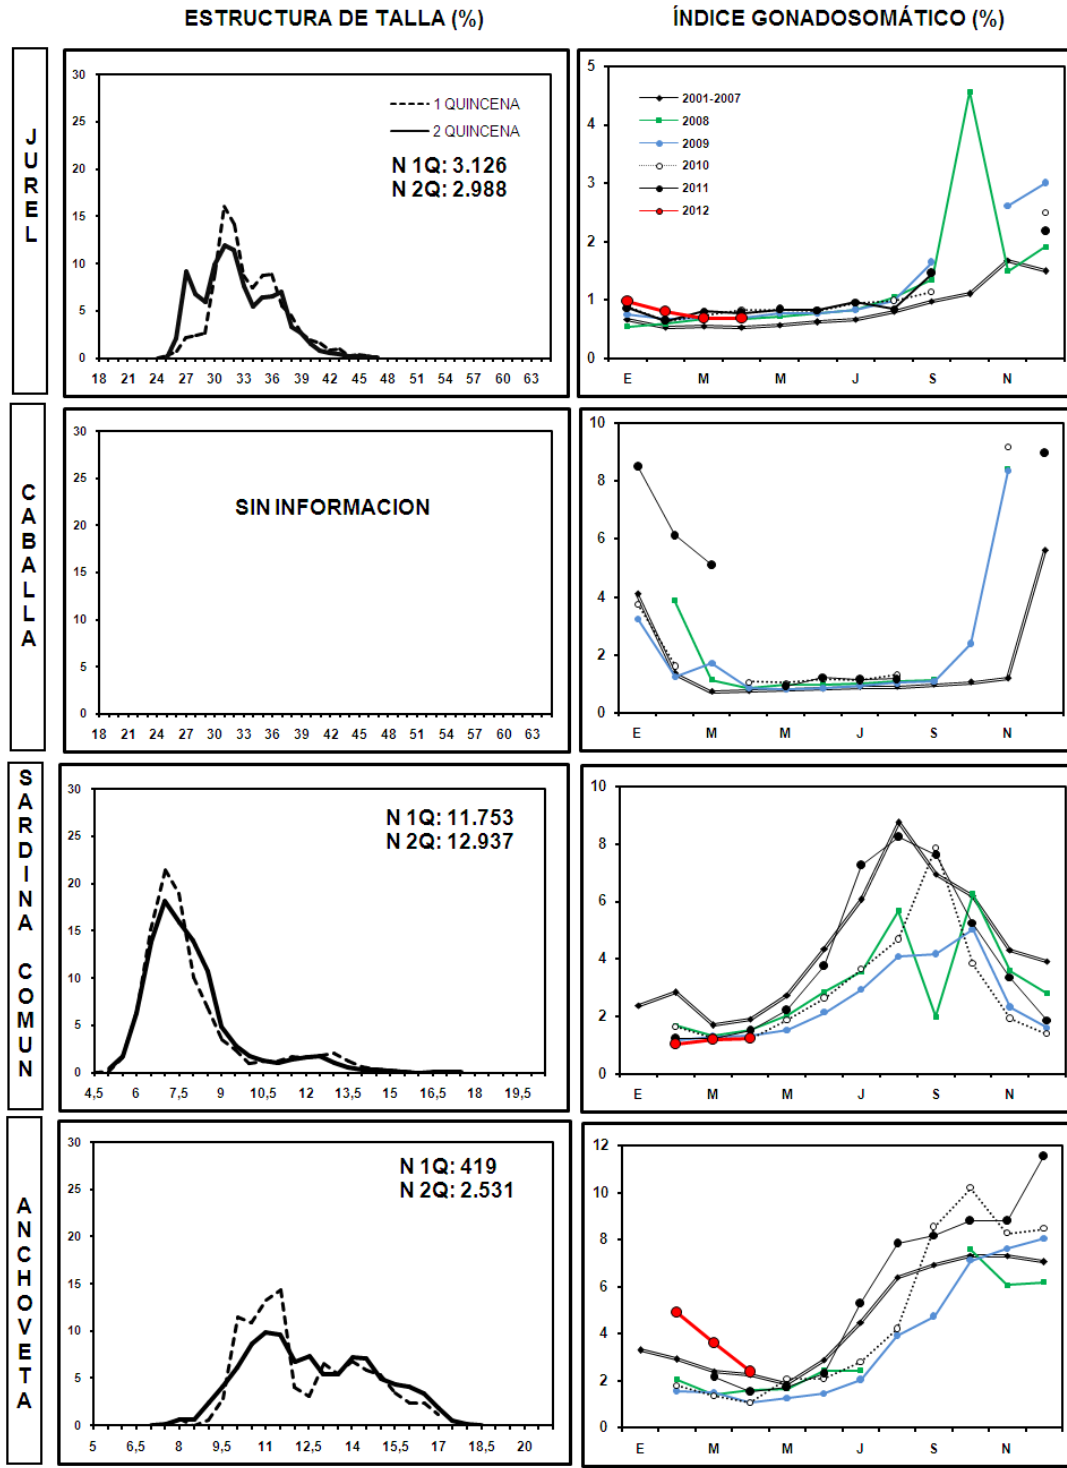 ESTRUCTURA DE TALLA (%)
ÍNDICE GONADOSOMÁTICO (%)
JUREL
30
25
20
15
10
5
0
18 21 24 27 30 33 36 39 42 45 48 51 54 57 60 63
1 QUINCENA
2 QUINCENA
N 1Q: 3.126
N 2Q: 2.988
5
4
3
2
1
0
E M M J S N
2001-2007
2008
2009
2010
2011
2012
CABALLA
30
25
20
15
10
5
0
18 21 24 27 30 33 36 39 42 45 48 51 54 57 60 63
SIN INFORMACION
10
8
6
4
2
0
E M M J S N
SARDINA COMUN
30
25
20
15
10
5
0
4,5 6 7,5 9 10,5 12 13,5 15 16,5 18 19,5
N 1Q: 11.753
N 2Q: 12.937
10
8
6
4
2
0
E M M J S N
ANCHOVETA
30
25
20
15
10
5
0
5 6,5 8 9,5 11 12,5 14 15,5 17 18,5 20
N 1Q: 419
N 2Q: 2.531
12
10
8
6
4
2
0
E M M J S N